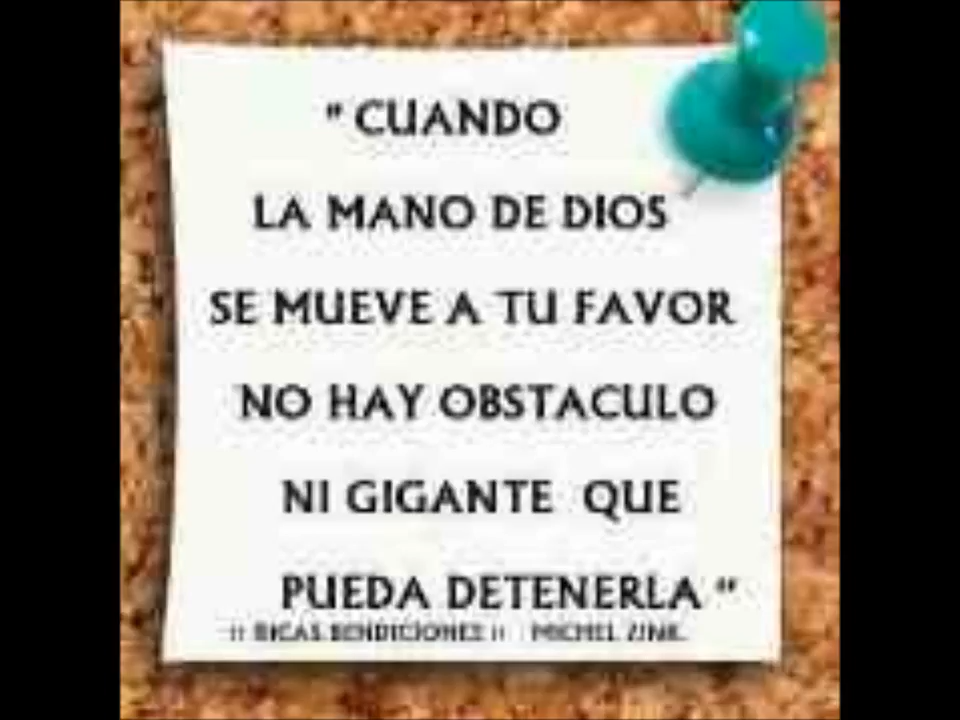 " CUANDO
LA MANO DE DIOS
SE MUEVE A TU FAVOR
NO HAY OBSTACULO
NI GIGANTE QUE
PUEDA DETENERLA "
¡¡ RICAS BENDICIONES !! MICHEL